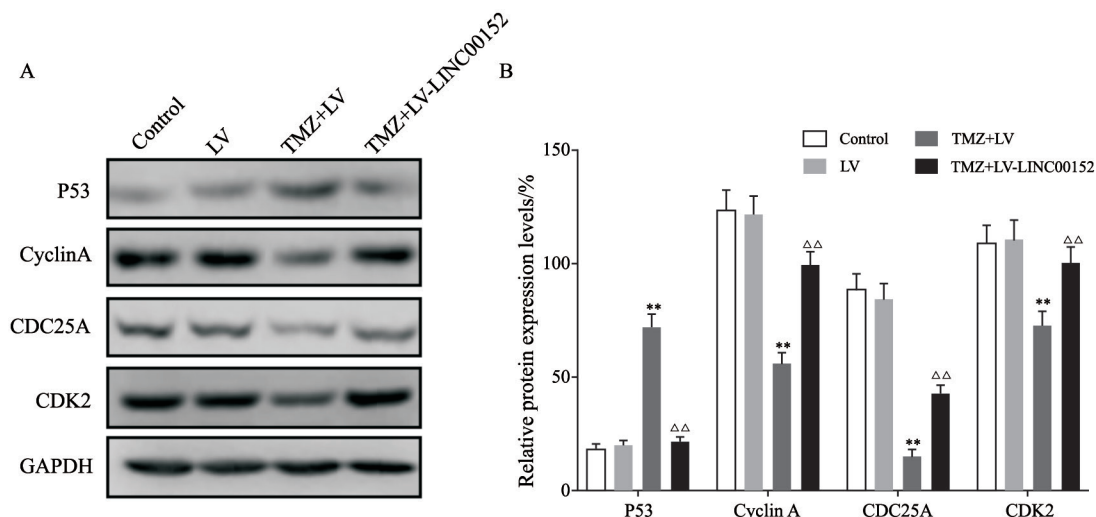 A
Control
LV
TMZ+LV
TMZ+LV-LINC00152
P53
CyclinA
CDC25A
CDK2
GAPDH
B
Control
TMZ+LV
LV
TMZ+LV-LINC00152
Relative protein expression levels/%
150
100
50
0
**
△△
**
△△
**
△△
**
△△
P53
Cyclin A
CDC25A
CDK2